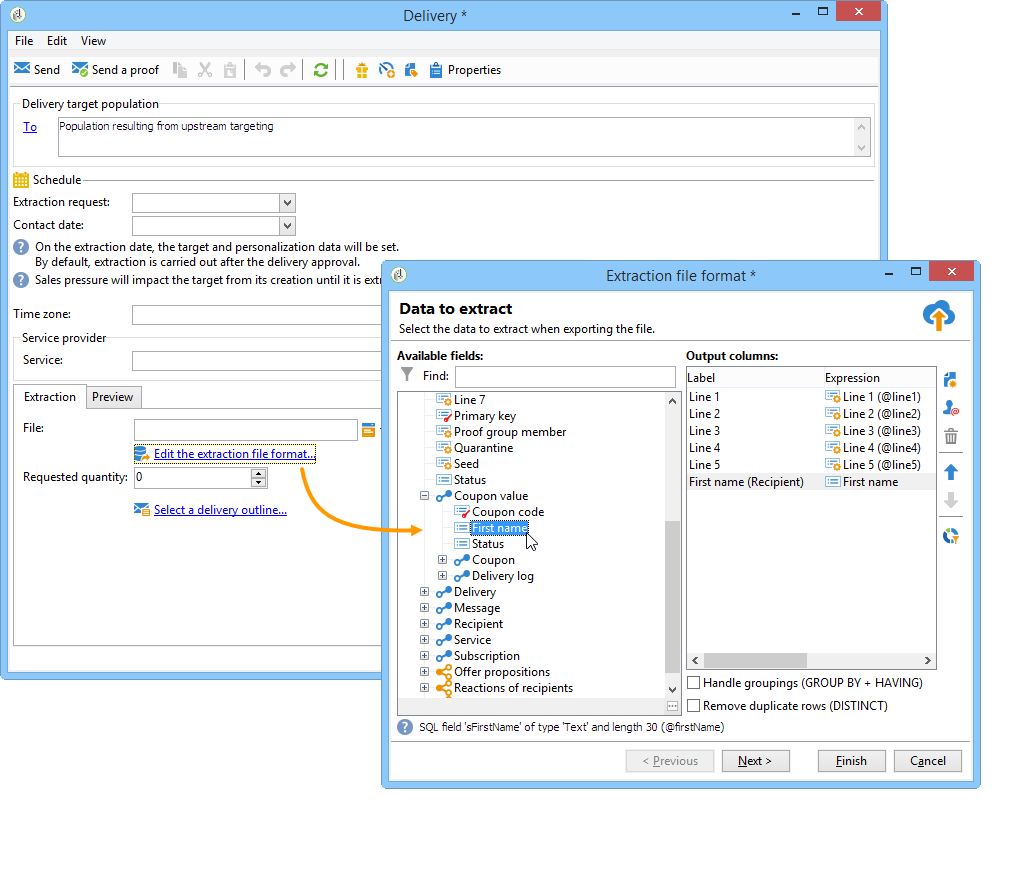 Delivery *
File Edit View
Send Send a proof Properties
Delivery target population
To Population resulting from upstream targeting
Schedule
Extraction request:
Contact date:
On the extraction date, the target and personalization data will be set.
By default, extraction is carried out after the delivery approval.
Sales pressure will impact the target from its creation until it is extr
Time zone:
Service provider
Service:
Extraction Preview
File:
Edit the extraction file format...
Requested quantity: 0
Select a delivery outline...
Extraction file format *
Data to extract
Select the data to extract when exporting the file.
Available fields:
Find:
Line 7
Primary key
Proof group member
Quarantine
Seed
Status
Coupon value
Coupon code
First name
Status
Coupon
Delivery log
Delivery
Message
Recipient
Service
Subscription
Offer propositions
Reactions of recipients
Output columns:
Label Expression
Line 1 Line 1 (@line1)
Line 2 Line 2 (@line2)
Line 3 Line 3 (@line3)
Line 4 Line 4 (@line4)
Line 5 Line 5 (@line5)
First name (Recipient) First name
Handle groupings (GROUP BY + HAVING)
Remove duplicate rows (DISTINCT)
SQL field 'sFirstName' of type 'Text' and length 30 (@firstName)
< Previous Next > Finish Cancel